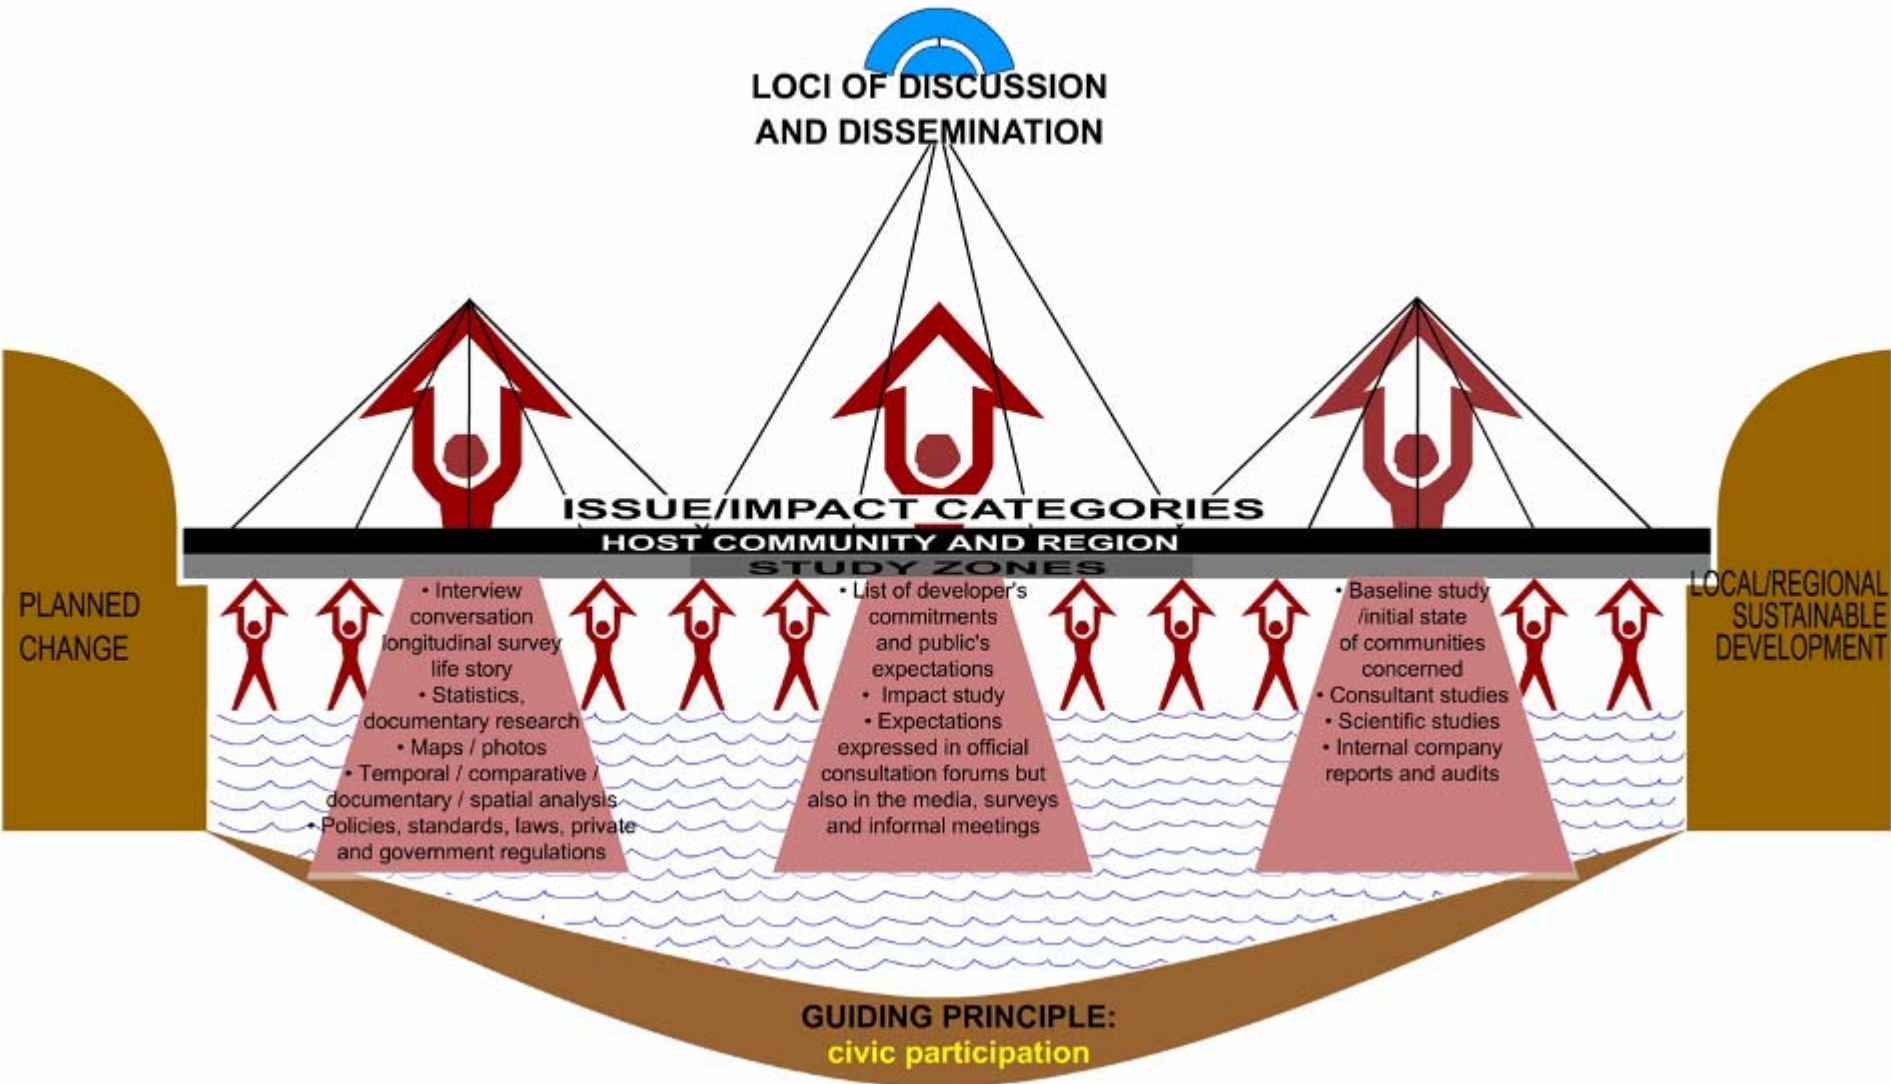 LOCI OF DISCUSSION
AND DISSEMINATION
ISSUE/IMPACT CATEGORIES
HOST COMMUNITY AND REGION
STUDY ZONES
PLANNED
CHANGE
• Interview
conversation
longitudinal survey
life story
• Statistics,
documentary research
• Maps / photos
• Temporal / comparative /
documentary / spatial analysis
• Policies, standards, laws, private
and government regulations
• List of developer's
commitments
and public's
expectations
• Impact study
• Expectations
expressed in official
consultation forums but
also in the media, surveys
and informal meetings
• Baseline study
/initial state
of communities
concerned
• Consultant studies
• Scientific studies
• Internal company
reports and audits
LOCAL/REGIONAL
SUSTAINABLE
DEVELOPMENT
GUIDING PRINCIPLE:
civic participation